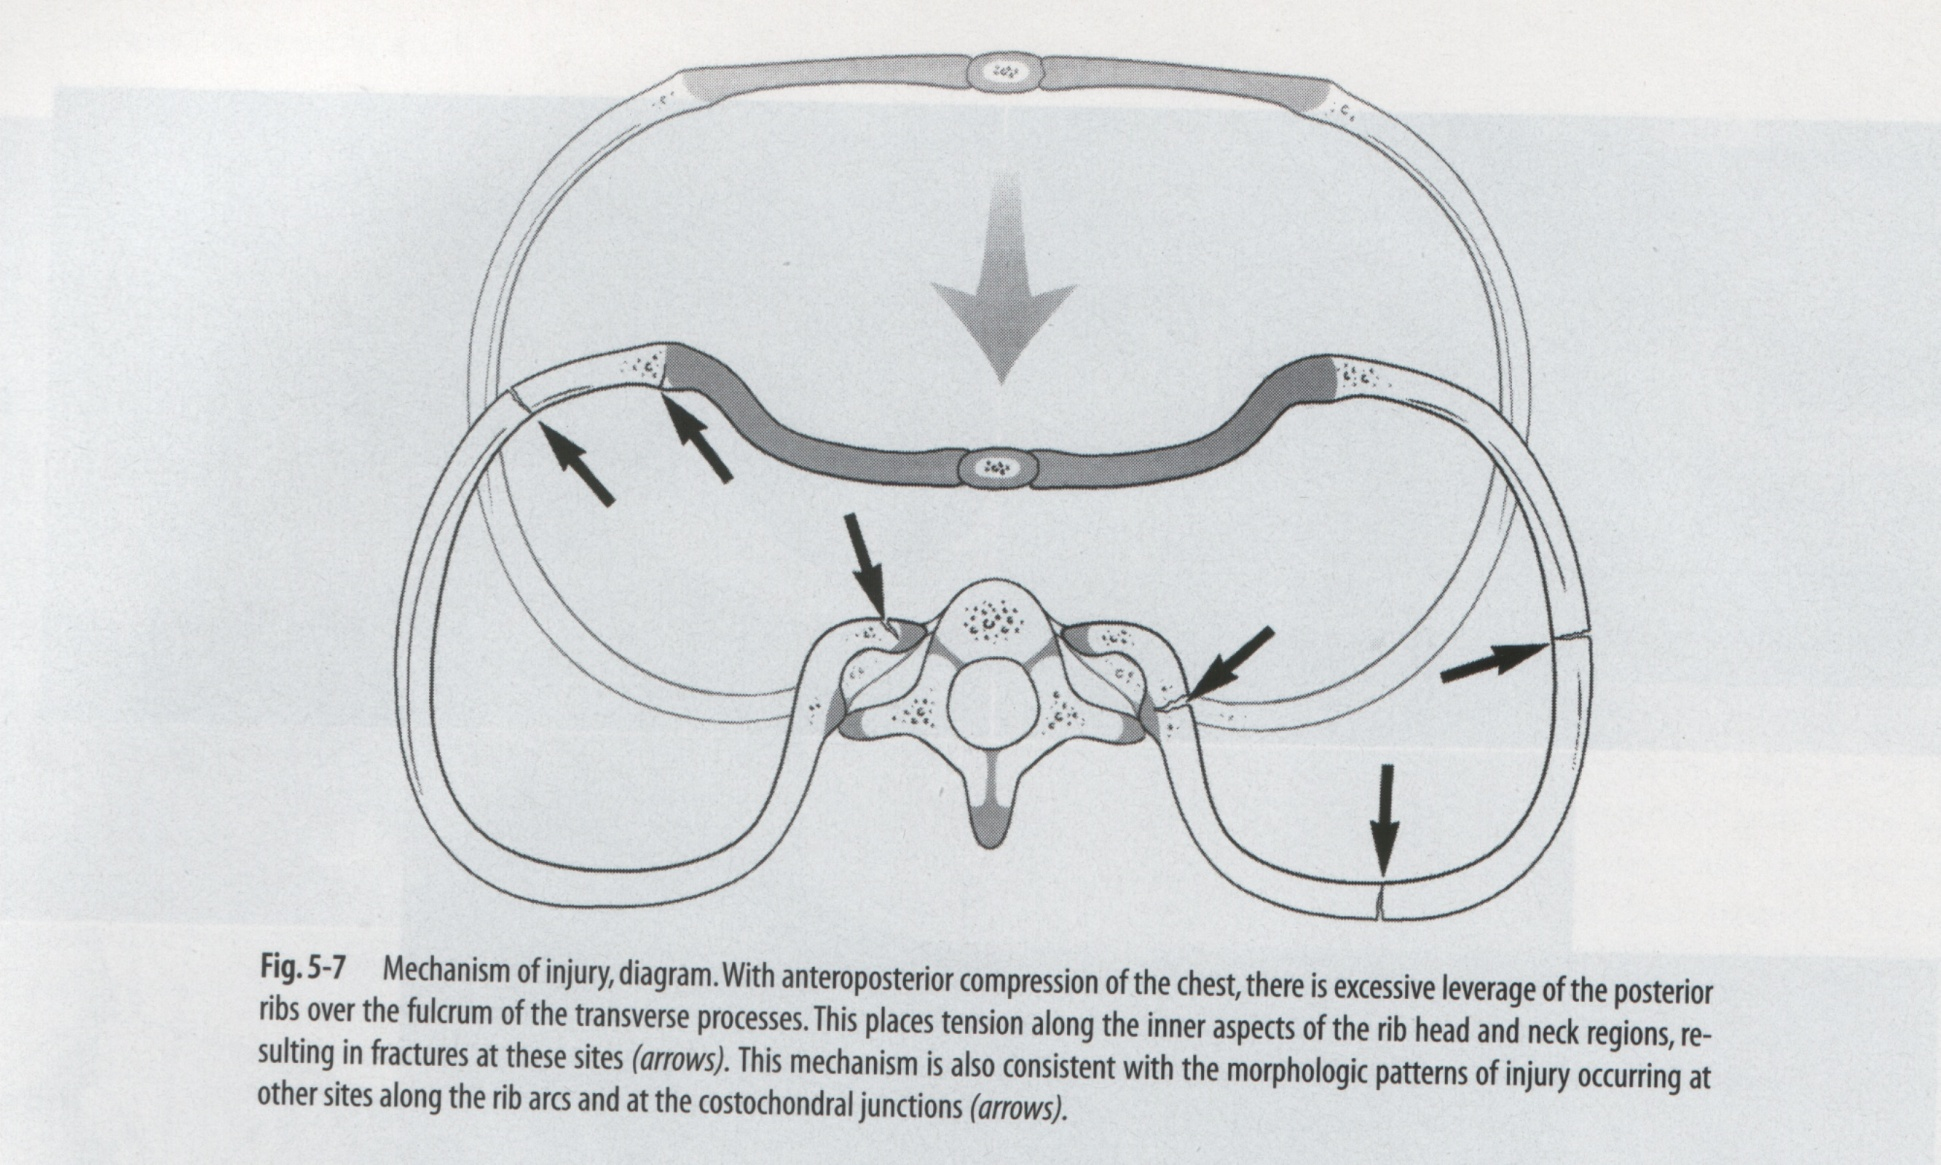 Fig. 5-7 Mechanism of injury, diagram. With anteroposterior compression of the chest, there is excessive leverage of the posterior
ribs over the fulcrum of the transverse processes. This places tension along the inner aspects of the rib head and neck regions, re-
sulting in fractures at these sites (arrows). This mechanism is also consistent with the morphologic patterns of injury occurring at
other sites along the rib arcs and at the costochondral junctions (arrows).